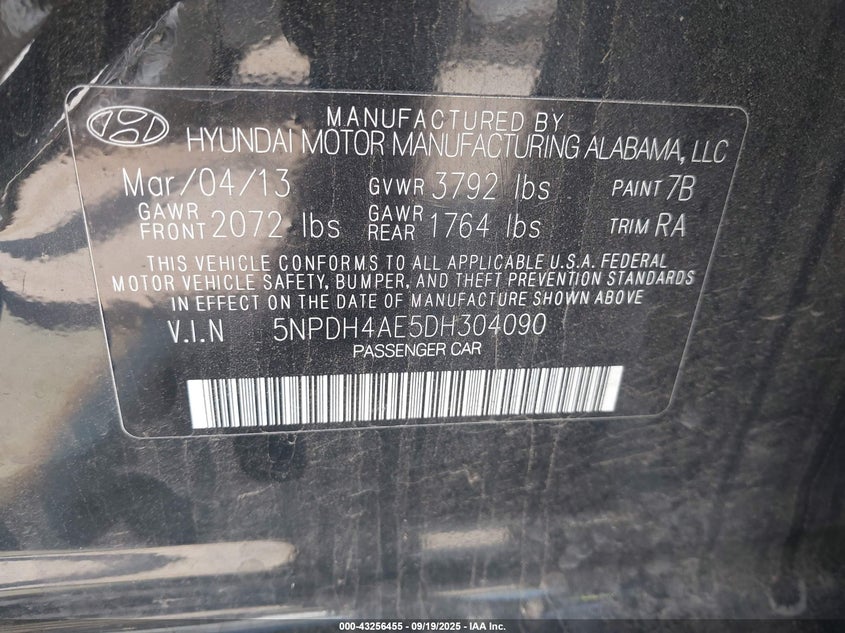 MANUFACTURED BY
HYUNDAI MOTOR MANUFACTURING ALABAMA, LLC
Mar/04/13 GVWR 3792 lbs PAINT 7B
GAWR FRONT 2072 lbs GAWR REAR 1764 lbs TRIM RA
THIS VEHICLE CONFORMS TO ALL APPLICABLE U.S.A. FEDERAL
MOTOR VEHICLE SAFETY, BUMPER, AND THEFT PREVENTION STANDARDS
IN EFFECT ON THE DATE OF MANUFACTURE SHOWN ABOVE
V.I.N 5NPDH4AE5DH304090
PASSENGER CAR
000-43256455 - 09/19/2025 - IAA Inc.